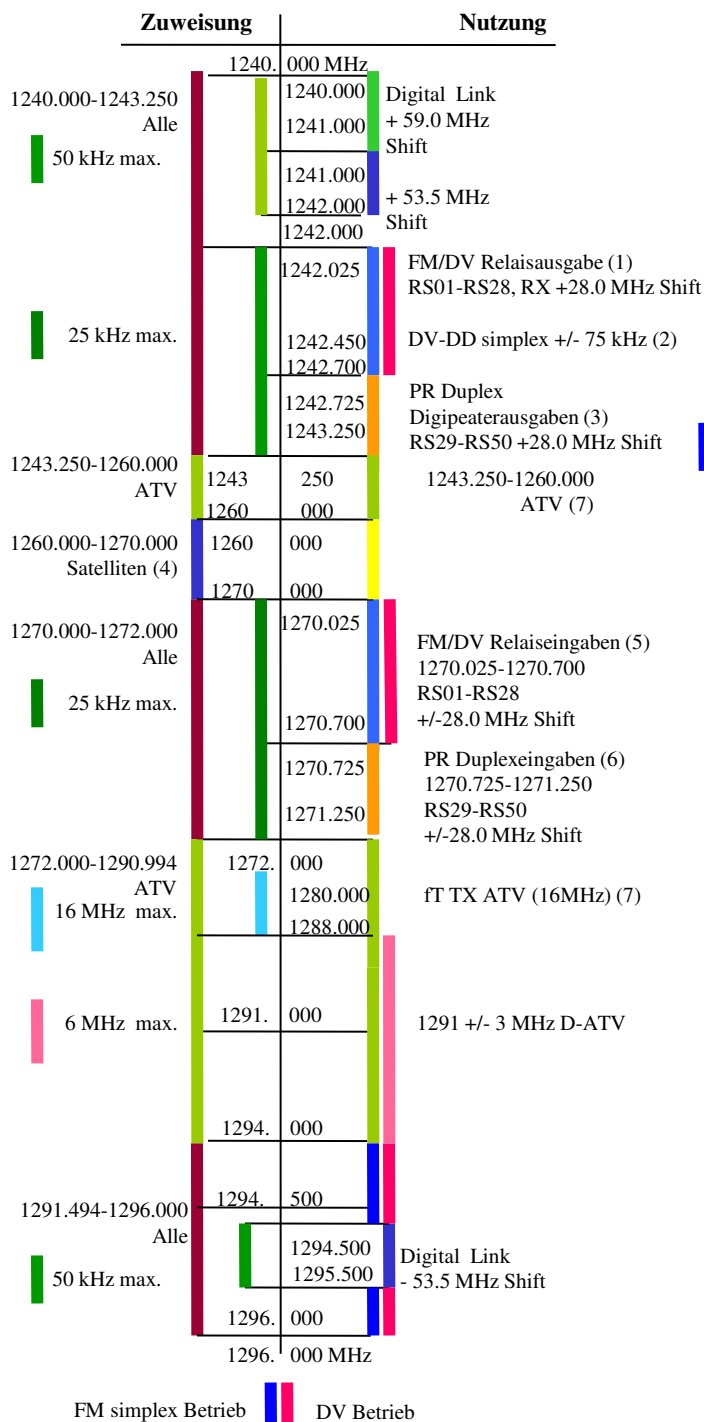 Zuweisung Nutzung
1240. 000 MHz
1240.000-1243.250
Alle
50 kHz max.
1240.000
1241.000
Digital Link
+ 59.0 MHz
Shift
1241.000
1242.000
+ 53.5 MHz
Shift
1242.000
1242.025
FM/DV Relaisausgabe (1)
RS01-RS28, RX +28.0 MHz Shift
25 kHz max.
1242.450
1242.700
DV-DD simplex +/- 75 kHz (2)
1242.725
1243.250
PR Duplex
Digipeaterausgaben (3)
RS29-RS50 +28.0 MHz Shift
1243.250-1260.000
ATV
1243 250
1260 000
1243.250-1260.000
ATV (7)
1260.000-1270.000
Satelliten (4)
1260 000
1270 000
1270.000-1272.000
Alle
25 kHz max.
1270.025
1270.700
FM/DV Relaiseingaben (5)
1270.025-1270.700
RS01-RS28
+/-28.0 MHz Shift
1270.725
1271.250
PR Duplexeingaben (6)
1270.725-1271.250
RS29-RS50
+/-28.0 MHz Shift
1272.000-1290.994
ATV
16 MHz max.
1272. 000
1280.000
1288.000
fT TX ATV (16MHz) (7)
6 MHz max.
1291. 000
1291 +/- 3 MHz D-ATV
1294. 000
1294. 500
1291.494-1296.000
Alle
50 kHz max.
1294.500
1295.500
Digital Link
- 53.5 MHz Shift
1296. 000
1296. 000 MHz
FM simplex Betrieb DV Betrieb